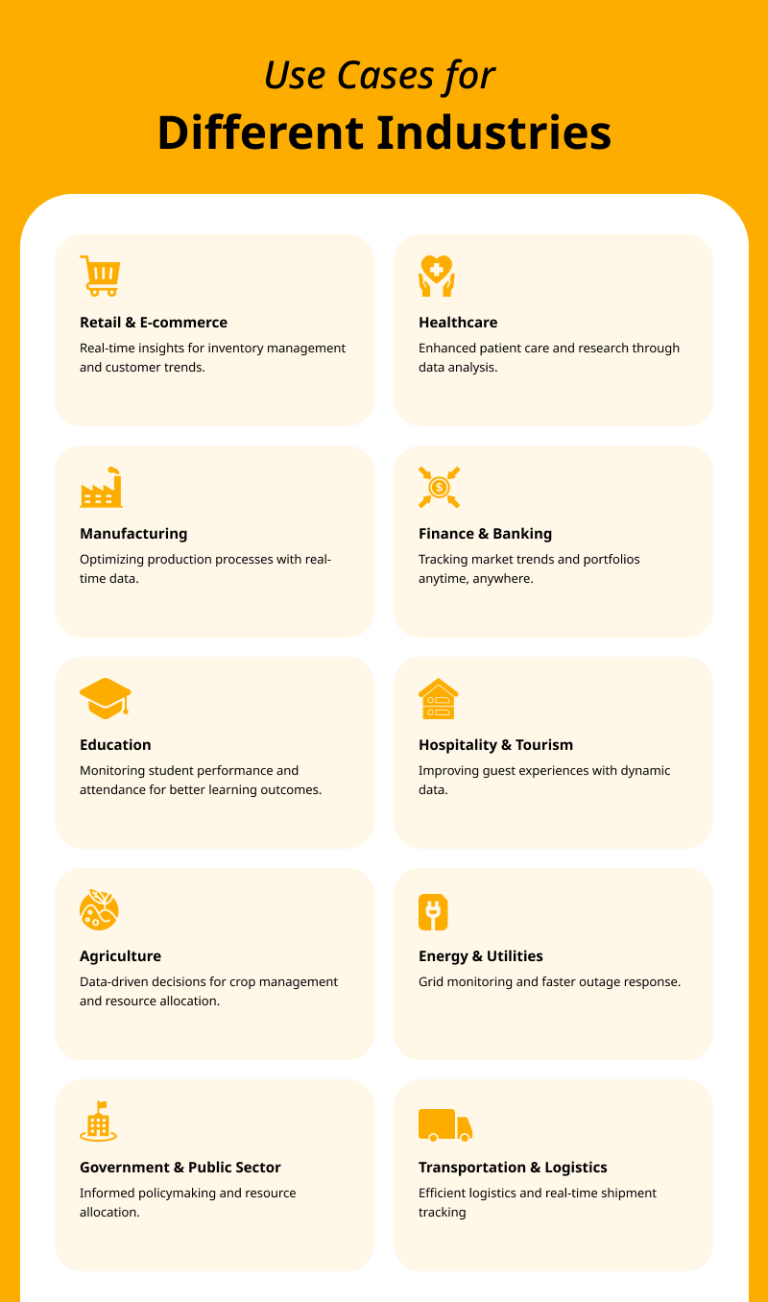 Use Cases for
Different Industries
Retail & E-commerce
Real-time insights for inventory management
and customer trends.
Healthcare
Enhanced patient care and research through
data analysis.
Manufacturing
Optimizing production processes with real-
time data.
Finance & Banking
Tracking market trends and portfolios
anytime, anywhere.
Education
Monitoring student performance and
attendance for better learning outcomes.
Hospitality & Tourism
Improving guest experiences with dynamic
data.
Agriculture
Data-driven decisions for crop management
and resource allocation.
Energy & Utilities
Grid monitoring and faster outage response.
Government & Public Sector
Informed policymaking and resource
allocation.
Transportation & Logistics
Efficient logistics and real-time shipment
tracking